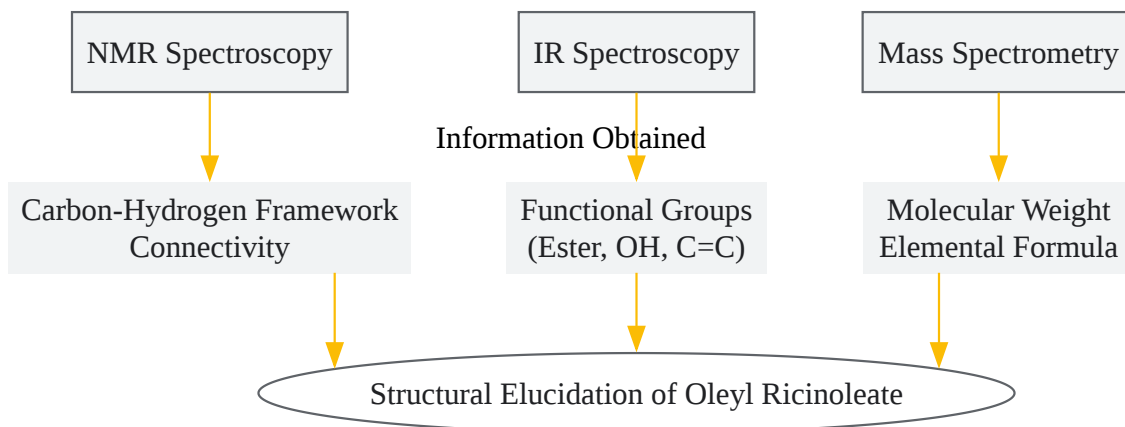 NMR Spectroscopy
IR Spectroscopy
Mass Spectrometry
Information Obtained
Carbon-Hydrogen Framework
Connectivity
Functional Groups
(Ester, OH, C=C)
Molecular Weight
Elemental Formula
Structural Elucidation of Oleyl Ricinoleate